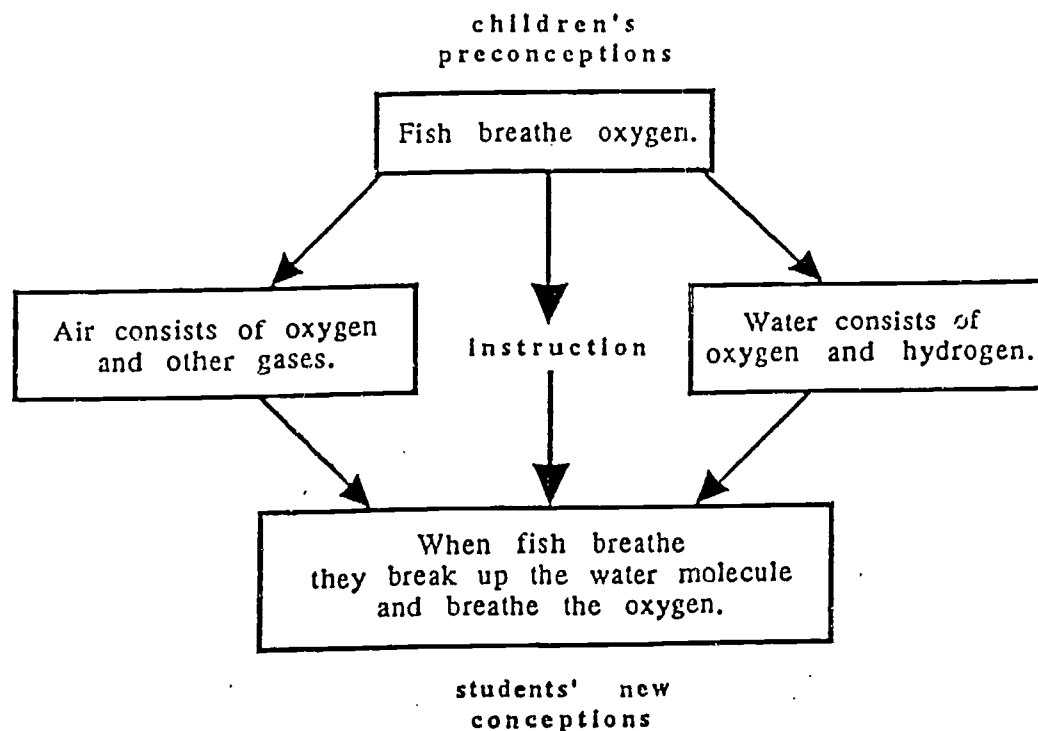 children's
preconceptions
Fish breathe oxygen.
Air consists of oxygen
and other gases.
instruction
Water consists of
oxygen and hydrogen.
When fish breathe
they break up the water molecule
and breathe the oxygen.
students' new
conceptions